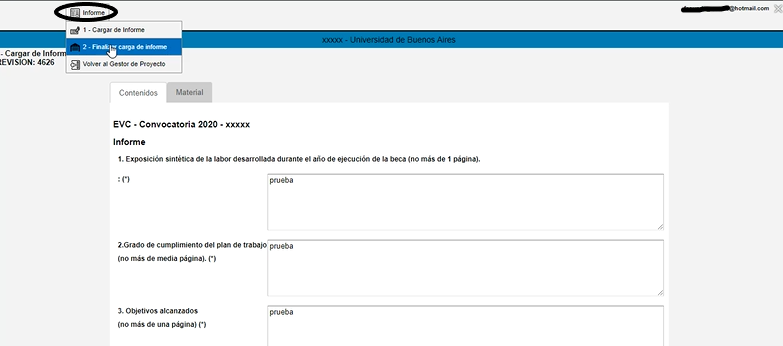 Informe
@hotmail.com
1 - Cargar de Informe
2 - Finalizar carga de informe
Volver al Gestor de Proyecto
xxxxx - Universidad de Buenos Aires
- Cargar de Inform
REVISION: 4626
Contenidos
Material
EVC - Convocatoria 2020 - xxxxx
Informe
1. Exposición sintética de la labor desarrollada durante el año de ejecución de la beca (no más de 1 página).
: (*)
prueba
2.Grado de cumplimiento del plan de trabajo
(no más de media página). (*)
prueba
3. Objetivos alcanzados
(no más de una página) (*)
prueba